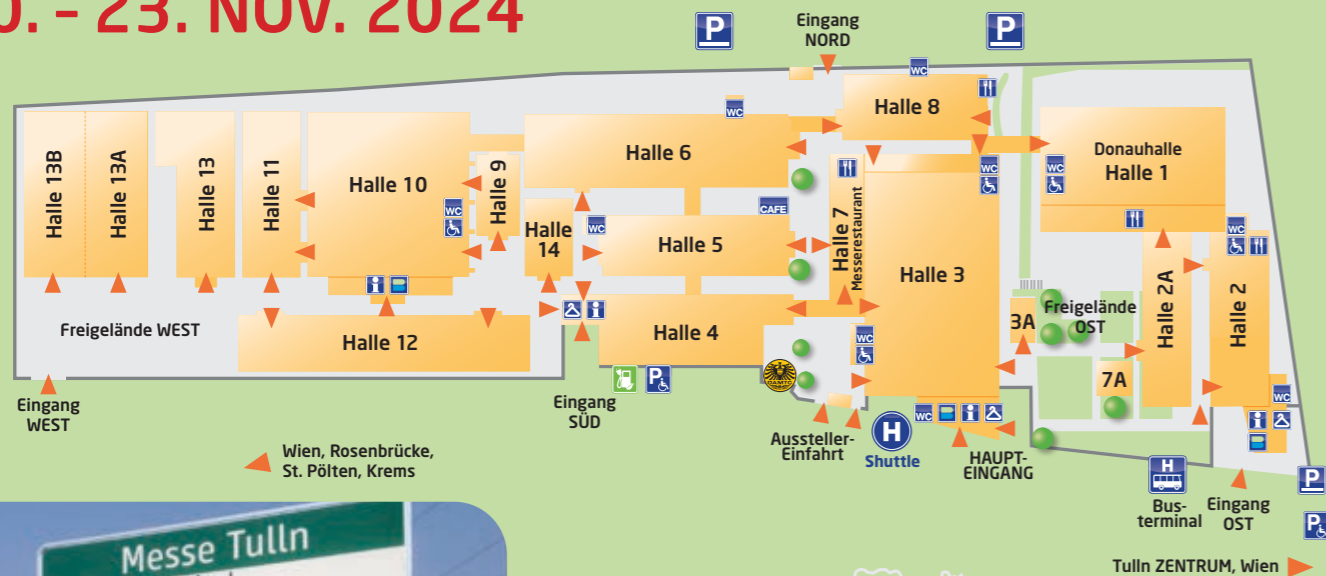 0. – 23. NOV. 2024
P
P
Eingang
NORD
WC
Halle 8
WC
Halle 6
Donauhalle
Halle 1
Halle 13B
Halle 13A
Halle 13
Halle 11
Halle 10
Halle 9
WC
WC
WC
WC
Halle
14
WC
Halle 5
CAFE
Halle 7
Messerestaurant
Halle 3
WC
Halle 2A
Halle 2
i
i
Freigelände WEST
Halle 12
Halle 4
3A
Freigelände
OST
WC
7A
P
ÖAMTC
WC
i
WC
i
Eingang
WEST
Eingang
SÜD
Aussteller-
Einfahrt
H
Shuttle
HAUPT-
EINGANG
Wien, Rosenbrücke,
St. Pölten, Krems
H
Bus-
terminal
Eingang
OST
P
P
Messe Tulln
Tulln ZENTRUM, Wien